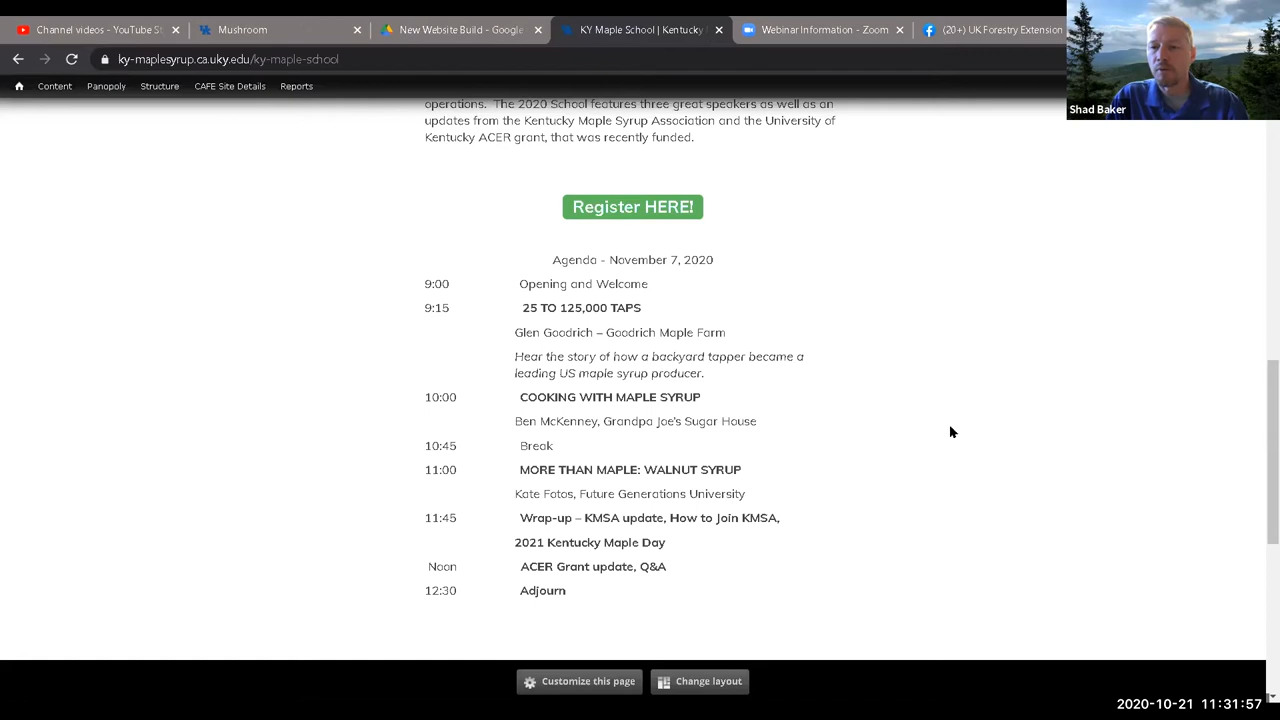 Channel videos - YouTube St
Mushroom
New Website Build - Google
KY Maple School | Kentucky
Webinar Information - Zoom
(20+) UK Forestry Extension
ky-maplesyrup.ca.uky.edu/ky-maple-school
Content
Panopoly
Structure
CAFE Site Details
Reports
Shad Baker
operations. The 2020 School features three great speakers as well as an
updates from the Kentucky Maple Syrup Association and the University of
Kentucky ACER grant, that was recently funded.
Register HERE!
Agenda - November 7, 2020
9:00 Opening and Welcome
9:15 25 TO 125,000 TAPS
Glen Goodrich – Goodrich Maple Farm
Hear the story of how a backyard tapper became a
leading US maple syrup producer.
10:00 COOKING WITH MAPLE SYRUP
Ben McKenney, Grandpa Joe's Sugar House
10:45 Break
11:00 MORE THAN MAPLE: WALNUT SYRUP
Kate Fotos, Future Generations University
11:45 Wrap-up – KMSA update, How to Join KMSA,
2021 Kentucky Maple Day
Noon ACER Grant update, Q&A
12:30 Adjourn
Customize this page
Change layout
2020-10-21 11:31:57